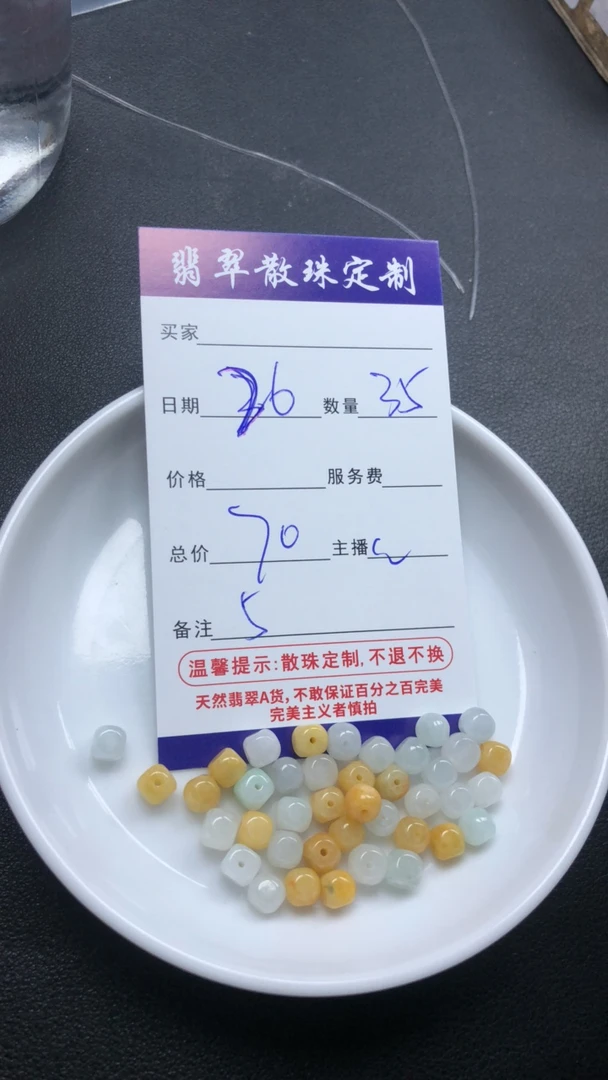 翡翠散珠定制
买家
日期 26 数量 35
价格 服务费
总价 70 主播
备注 5
温馨提示:散珠定制,不退不换
天然翡翠A货,不敢保证百分之百完美
完美主义者慎拍